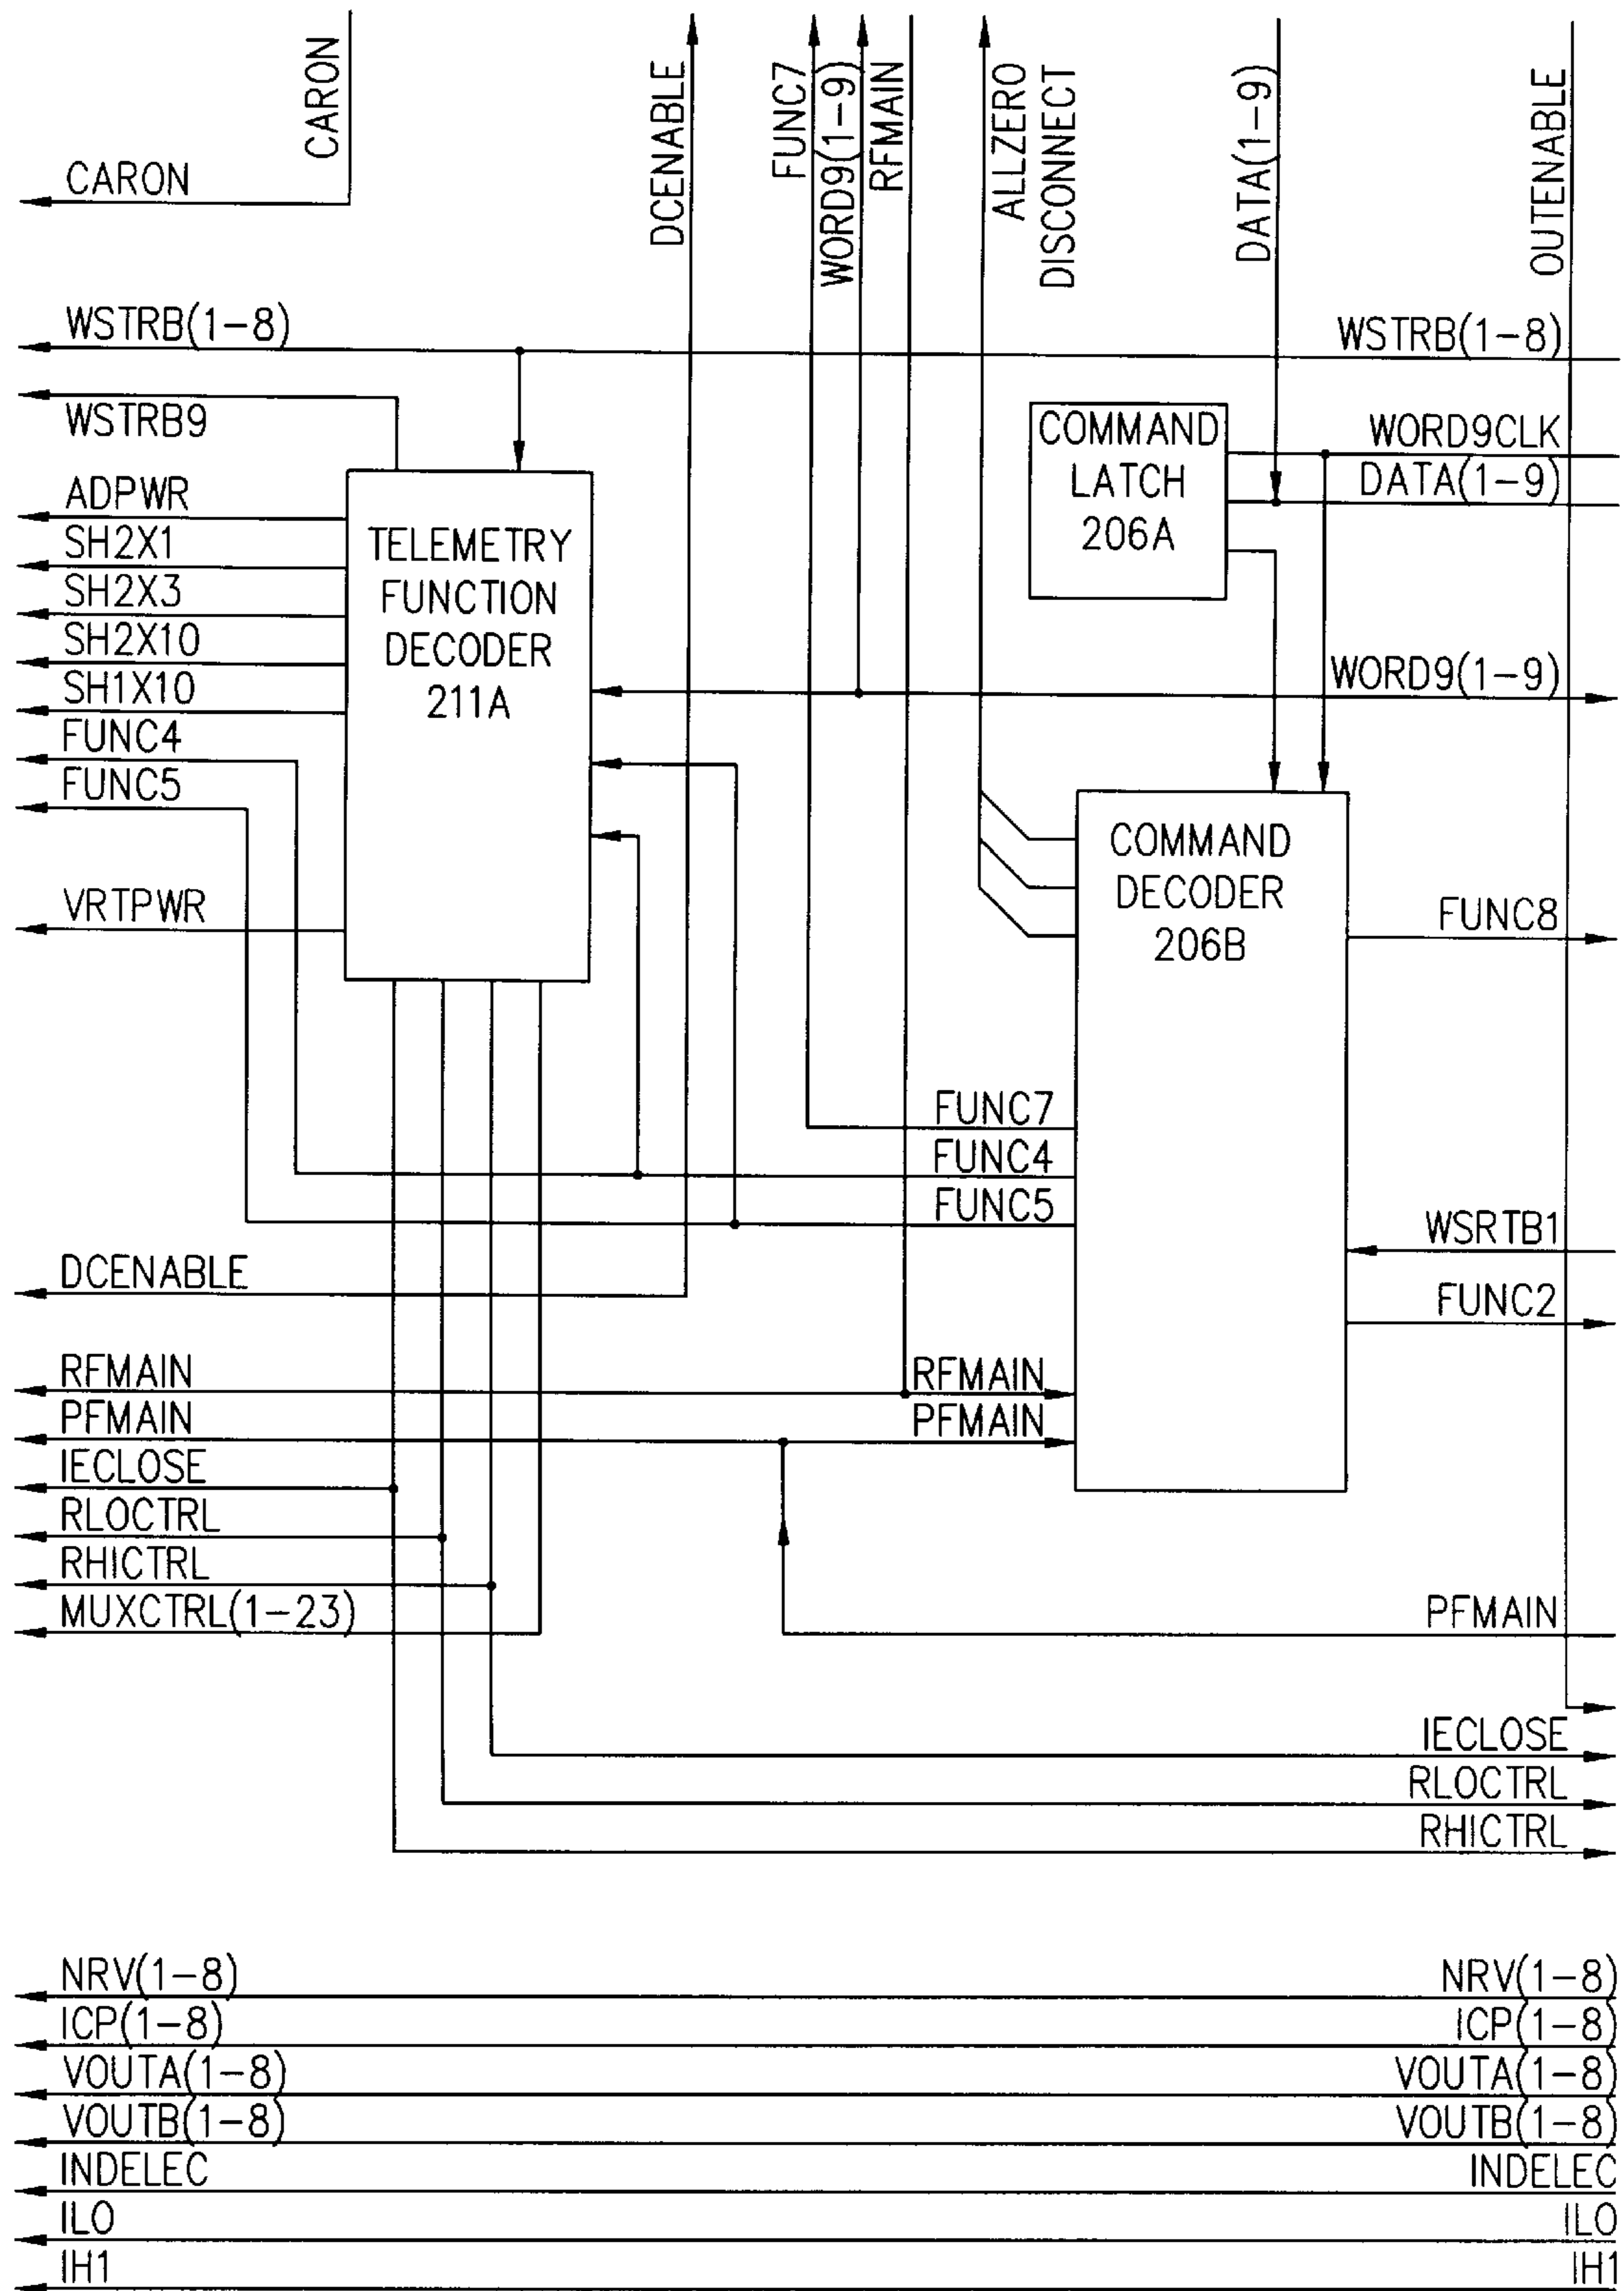 CARON
CARON
DCENABLE
FUNC7
WORD9(1-9)
RFMAIN
ALLZERO
DISCONNECT
DATA(1-9)
OUTENABLE
WSTRB(1-8)
WSTRB(1-8)
WSTRB9
COMMAND
LATCH
206A
WORD9CLK
DATA(1-9)
ADPWR
SH2X1
SH2X3
SH2X10
SH1X10
FUNC4
FUNC5
VRTPWR
TELEMETRY
FUNCTION
DECODER
211A
WORD9(1-9)
COMMAND
DECODER
206B
FUNC8
FUNC7
FUNC4
FUNC5
WSRTB1
FUNC2
DCENABLE
RFMAIN
RFMAIN
PFMAIN
PFMAIN
IECLOSE
RLOCTRL
RHICTRL
MUXCTRL(1-23)
PFMAIN
IECLOSE
RLOCTRL
RHICTRL
NRV(1-8)
NRV(1-8)
ICP(1-8)
ICP(1-8)
VOUTA(1-8)
VOUTA(1-8)
VOUTB(1-8)
VOUTB(1-8)
INDELEC
INDELEC
ILO
ILO
IH1
IH1